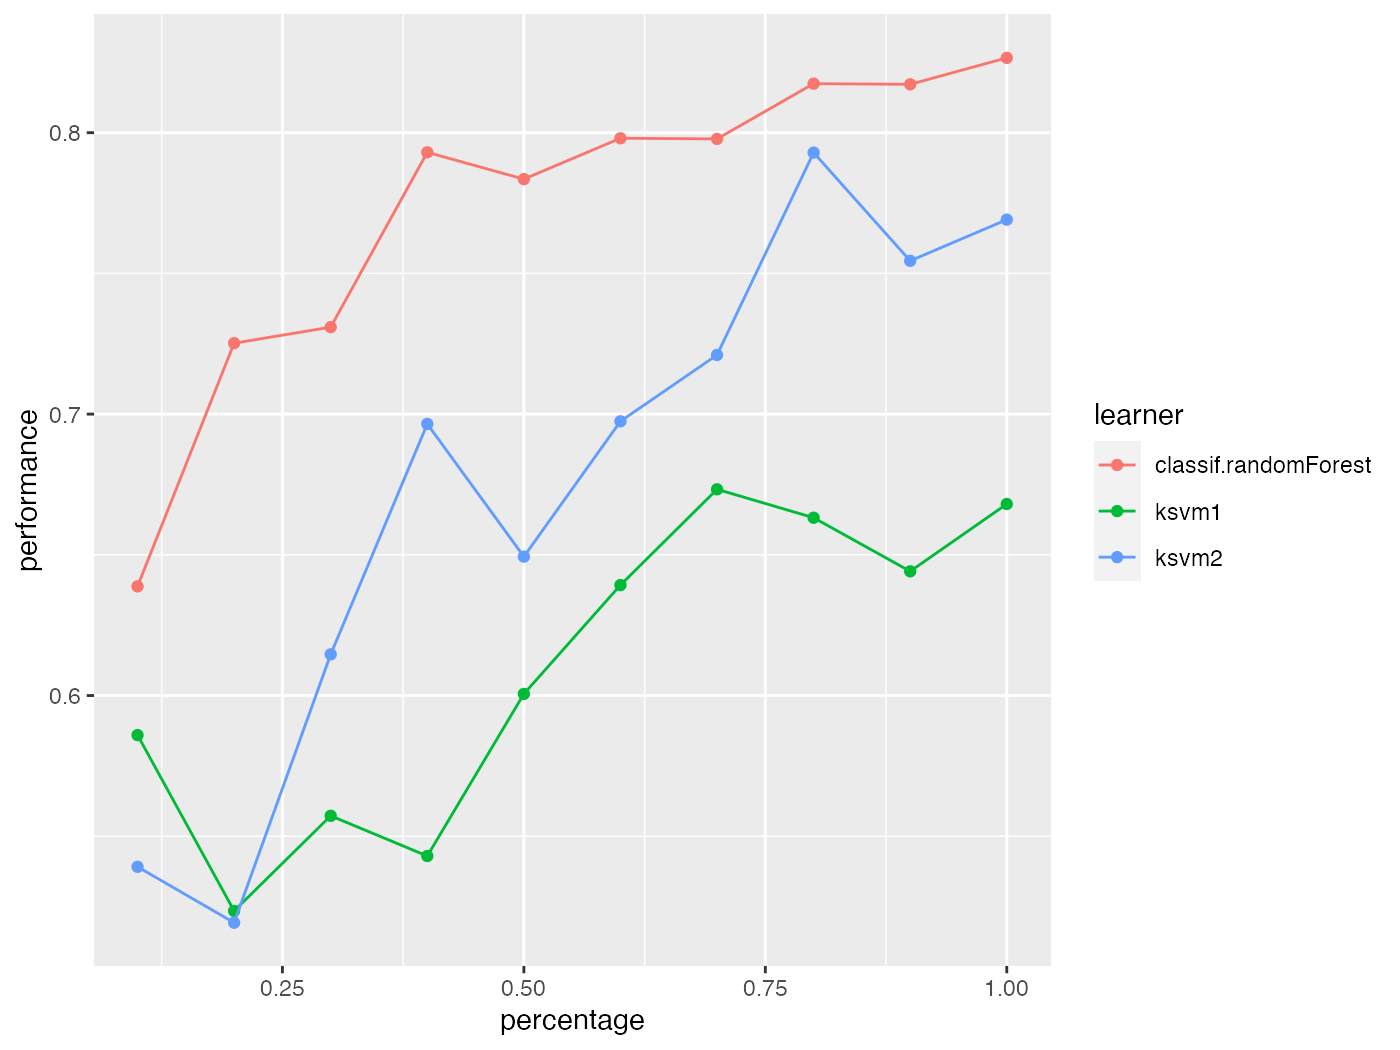 0.8
0.7
0.6
performance
0.25 0.50 0.75 1.00
percentage
learner
classif.randomForest
ksvm1
ksvm2